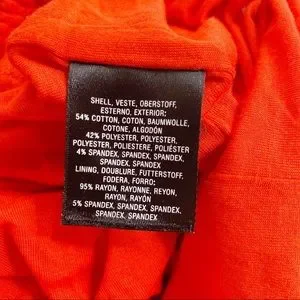 SHELL, VESTE, OBERSTOFF,
ESTERNO, EXTERIOR:
54% COTTON, COTON, BAUMWOLLE,
COTONE, ALGODÓN
42% POLYESTER, POLYESTER,
POLYESTER, POLIESTERE, POLIÉSTER
4% SPANDEX, SPANDEX, SPANDEX,
SPANDEX, SPANDEX
LINING, DOUBLURE, FUTTERSTOFF,
FODERA, FORRO:
95% RAYON, RAYONNE, REYON,
RAYON, RAYÓN
5% SPANDEX, SPANDEX, SPANDEX,
SPANDEX, SPANDEX